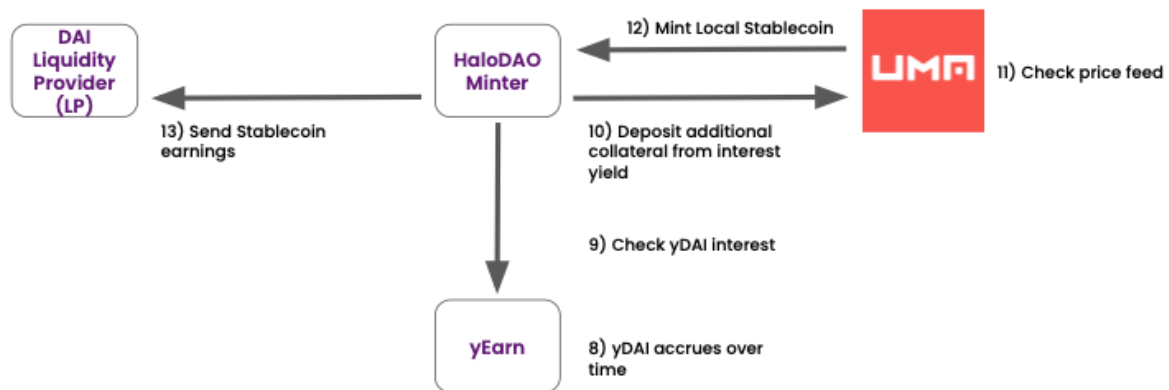 DAI
Liquidity
Provider
(LP)
HaloDAO
Minter
12) Mint Local Stablecoin
UMA
11) Check price feed
13) Send Stablecoin
earnings
10) Deposit additional
collateral from interest
yield
9) Check yDAI interest
yEarn
8) yDAI accrues over
time